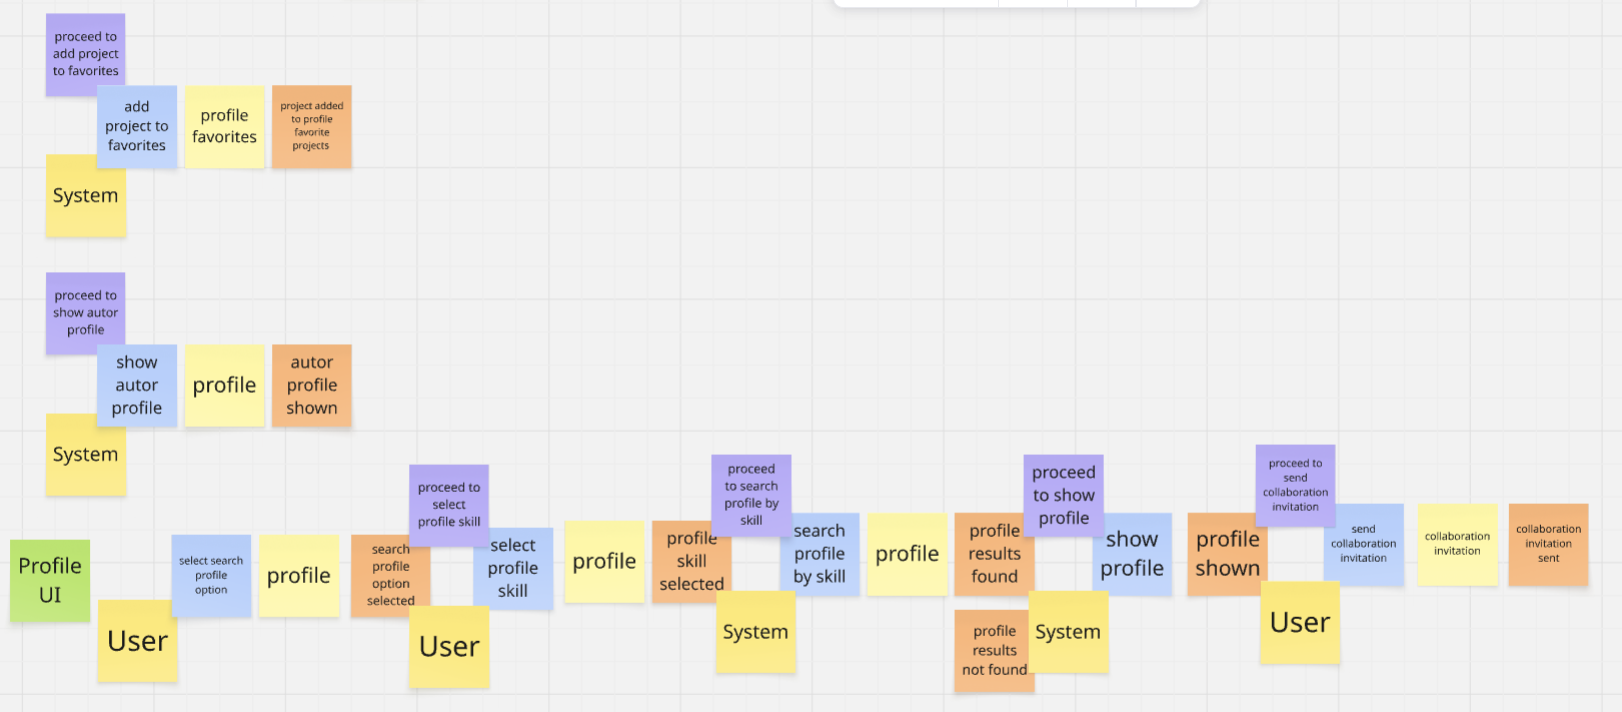 proceed to
add project
to favorites
add
project to
favorites
profile
favorites
project added
to profile
favorite
projects
System
proceed to
show autor
profile
show
autor
profile
profile
autor
profile
shown
System
Profile
UI
User
select search
profile
option
profile
search
profile
option
selected
proceed to
select
profile skill
User
select
profile
skill
profile
profile
skill
selected
proceed
to search
profile by
skill
System
search
profile
by skill
profile
profile
results
found
profile
results
not found
proceed
to show
profile
System
show
profile
profile
shown
proceed to
send
collaboration
invitation
User
send
collaboration
invitation
collaboration
invitation
collaboration
invitation
sent